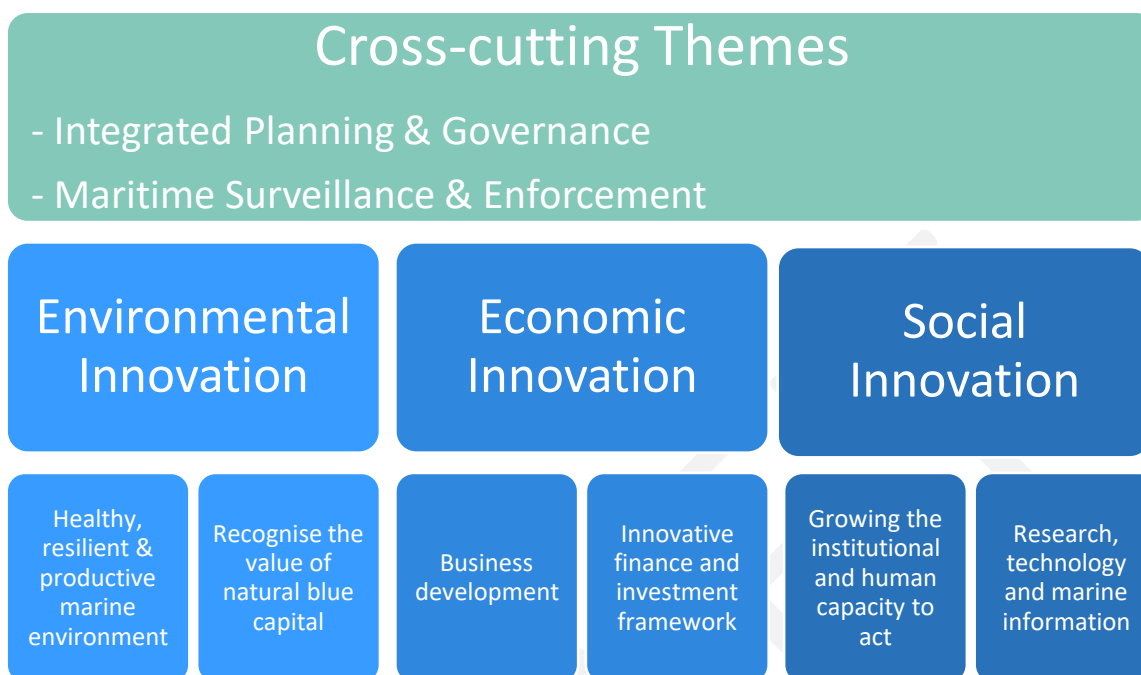 Cross-cutting Themes
- Integrated Planning & Governance
- Maritime Surveillance & Enforcement
Environmental
Innovation
Economic
Innovation
Social
Innovation
Healthy,
resilient &
productive
marine
environment
Recognise the
value of
natural blue
capital
Business
development
Innovative
finance and
investment
framework
Growing the
institutional
and human
capacity to
act
Research,
technology
and marine
information